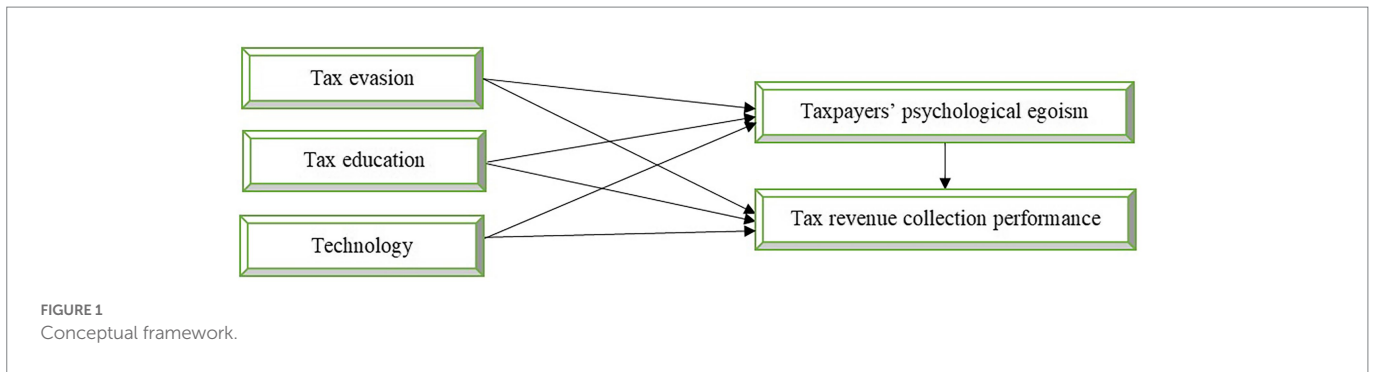 Tax evasion
Tax education
Technology
Taxpayers’ psychological egoism
Tax revenue collection performance
FIGURE 1
Conceptual framework.